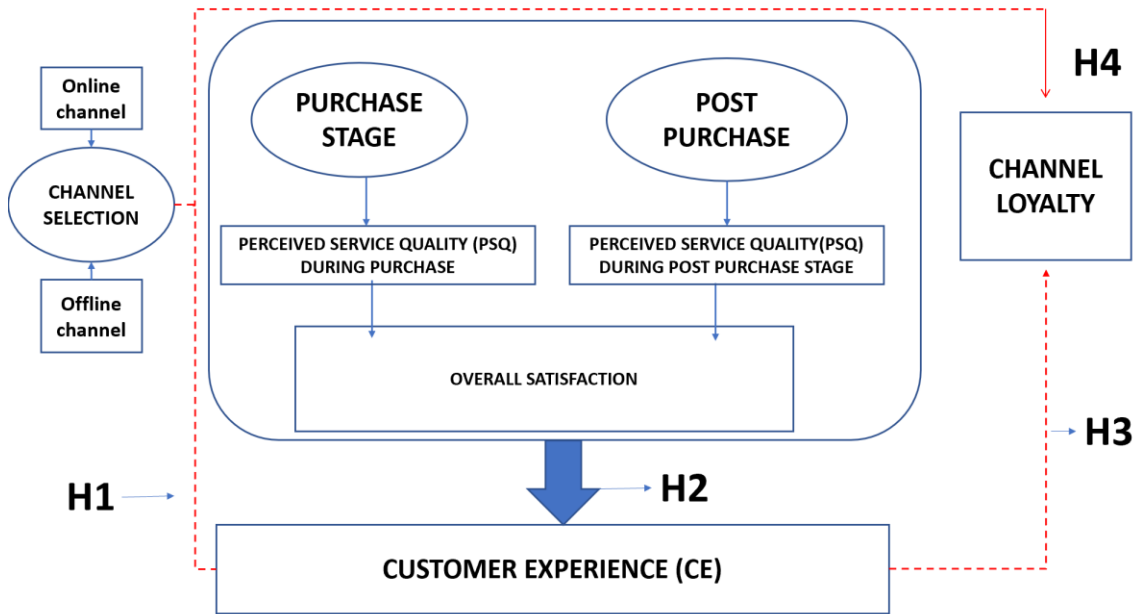 Online
channel
CHANNEL
SELECTION
Offline
channel
PURCHASE
STAGE
POST
PURCHASE
PERCEIVED SERVICE QUALITY (PSQ)
DURING PURCHASE
PERCEIVED SERVICE QUALITY(PSQ)
DURING POST PURCHASE STAGE
OVERALL SATISFACTION
H4
CHANNEL
LOYALTY
H3
H1
H2
CUSTOMER EXPERIENCE (CE)